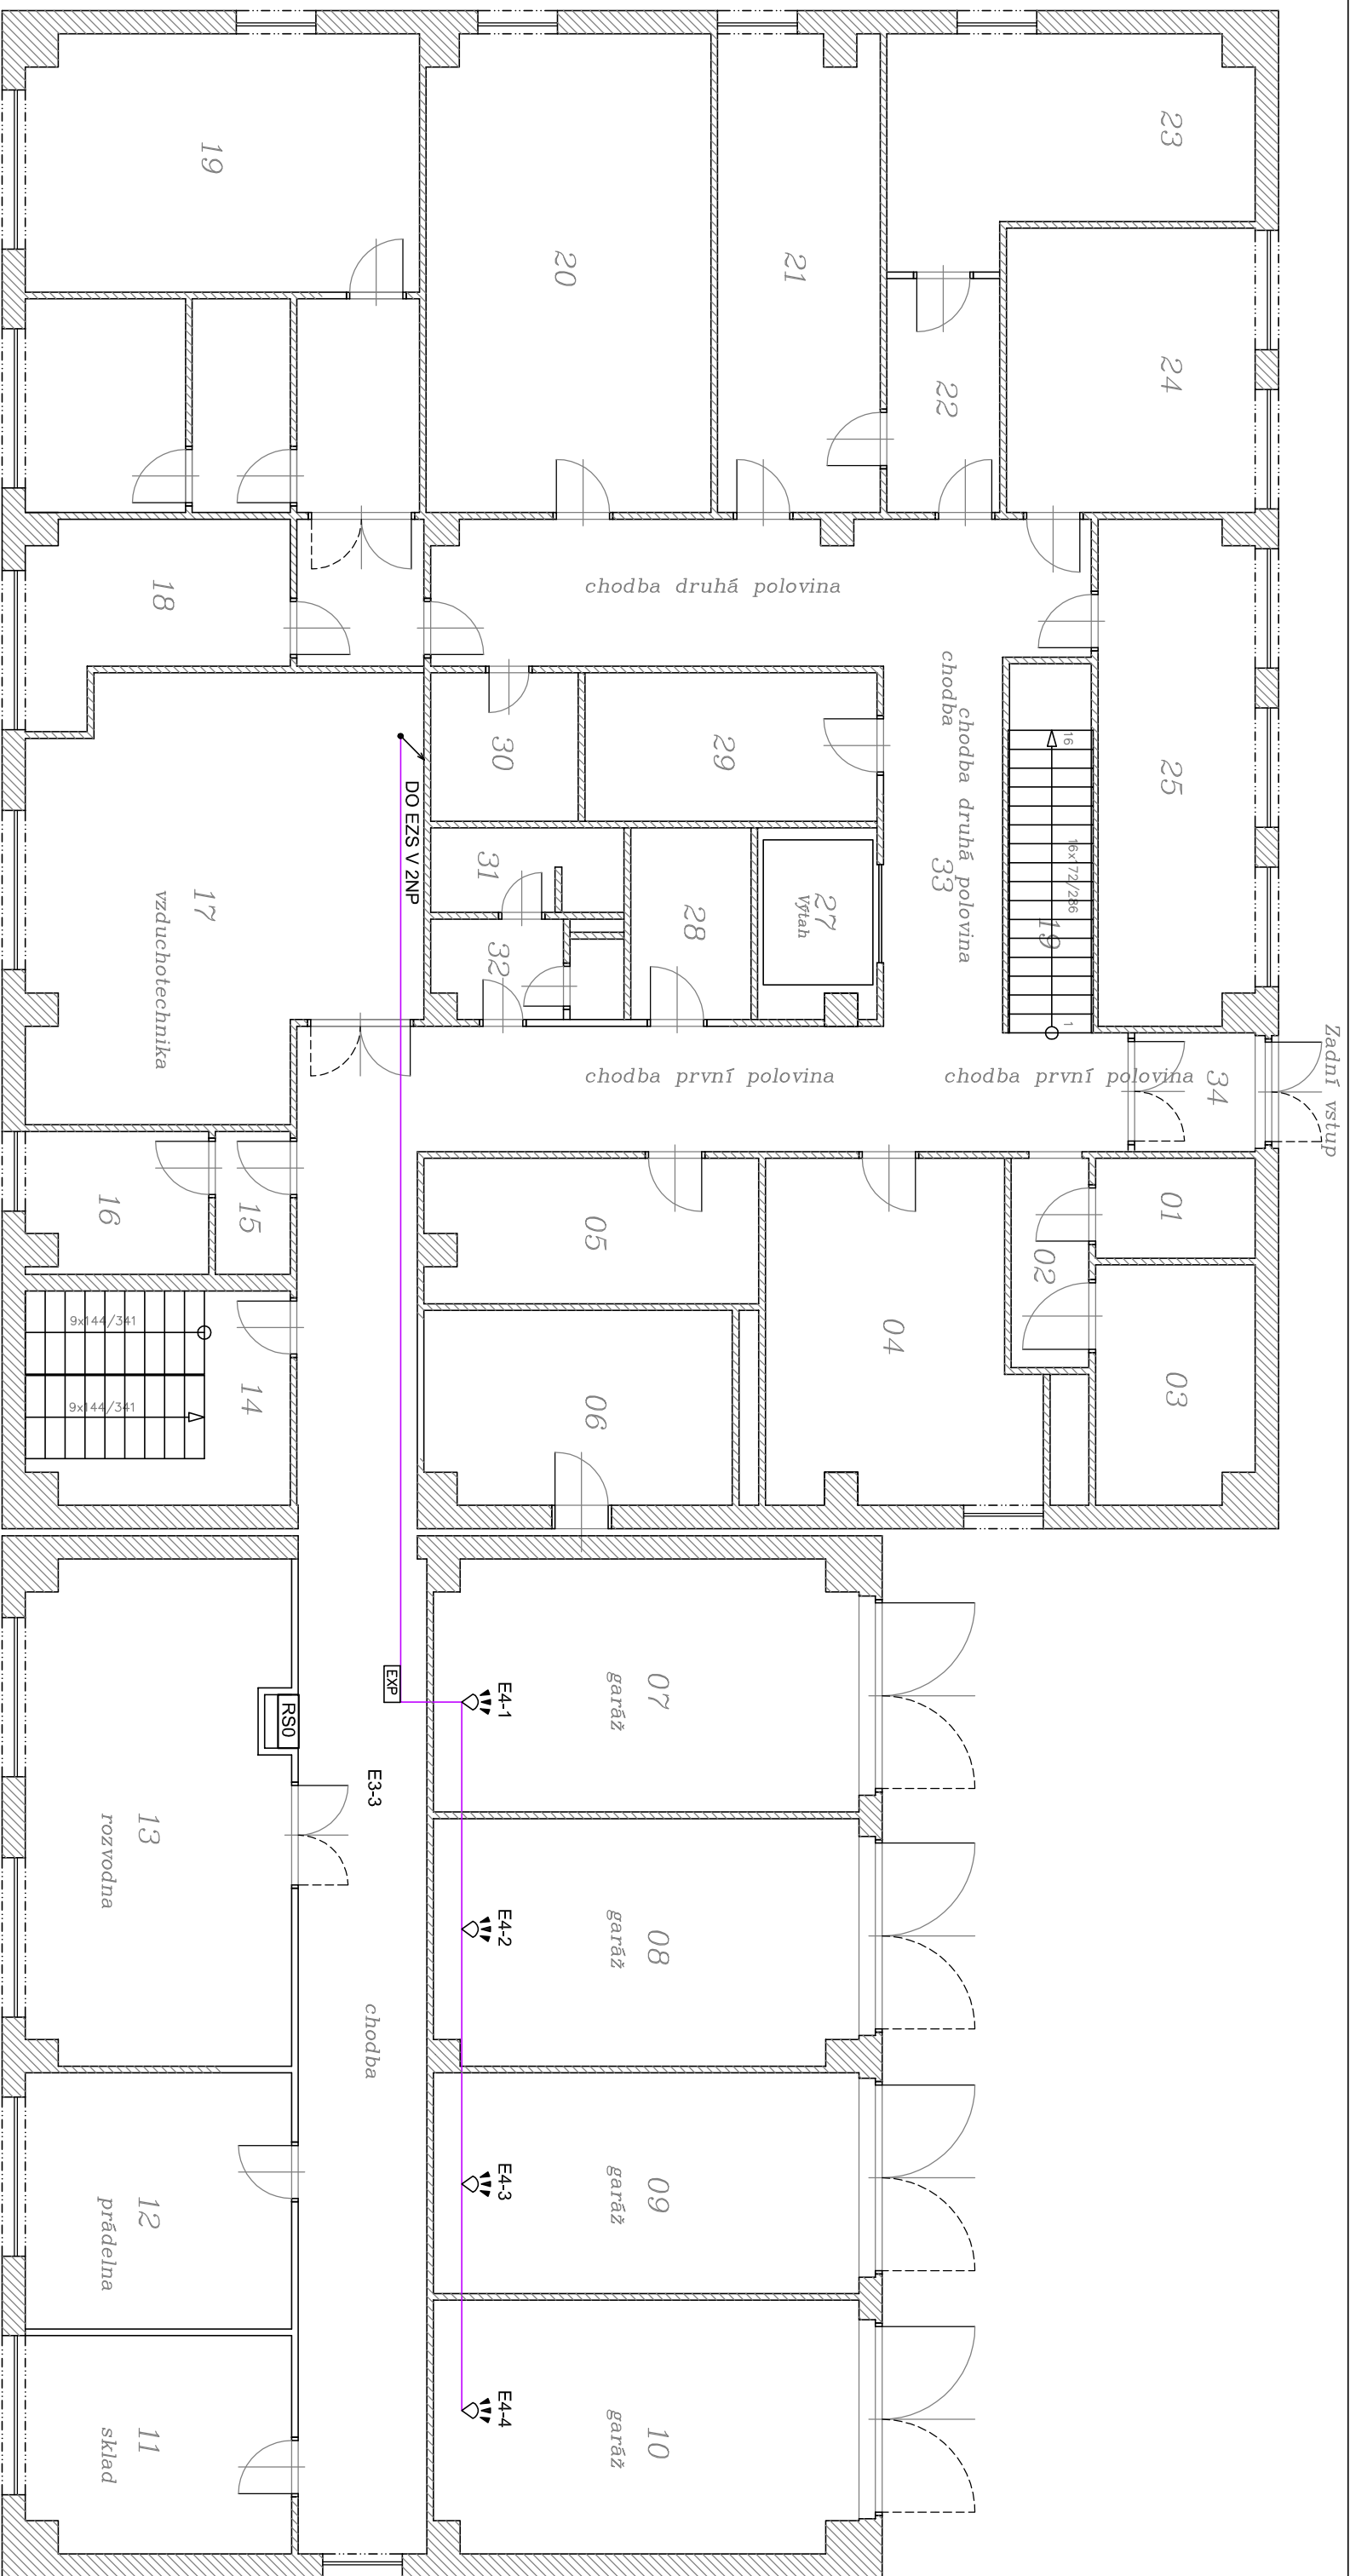 Zadní vstup
23
24
25
19
20
21
22
chodba druhá polovina
chodba
chodba druhá polovina
33
16
16x172/286
19
1
18
30
29
DO EZS V 2NP
31
32
28
27
Výtah
17
vzduchotechnika
chodba první polovina
chodba první polovina
34
16
15
05
01
02
03
04
06
14
9x144/341
9x144/341
EXP
RS0
E3-3
E4-1
07
garáž
13
rozvodna
E4-2
08
garáž
chodba
E4-3
09
garáž
12
prádelna
E4-4
10
garáž
11
sklad